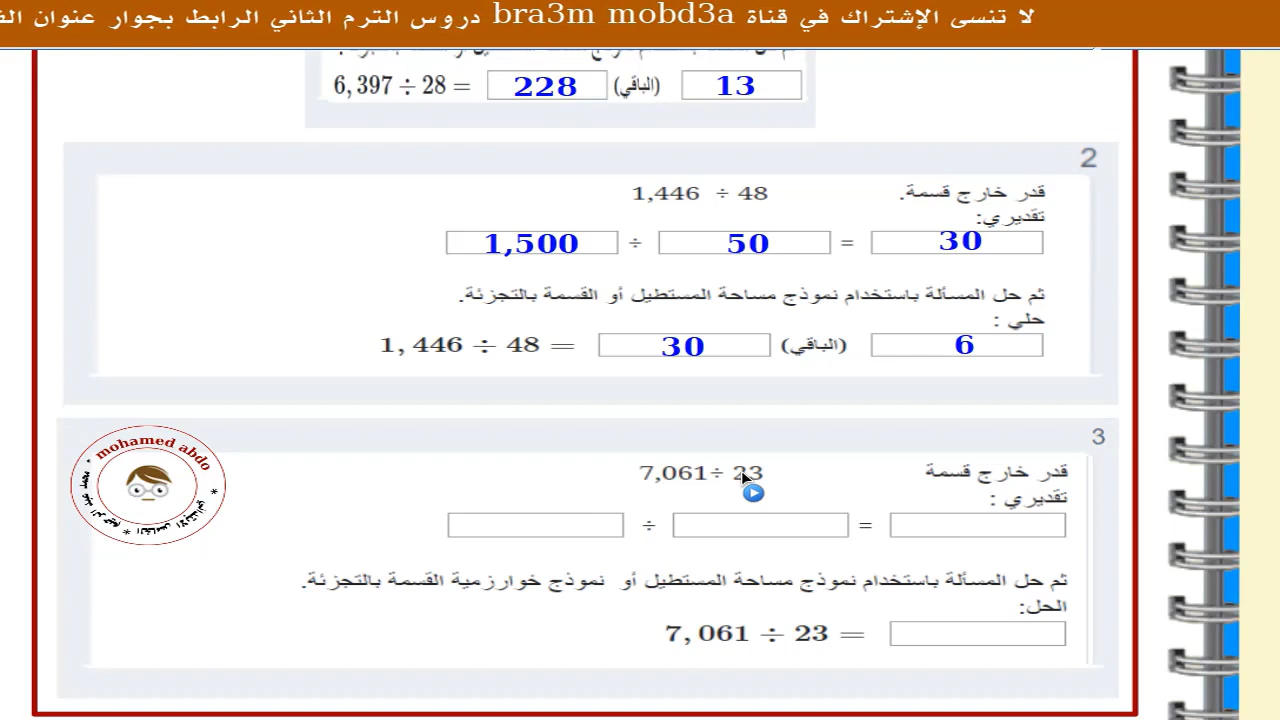 لا تنسى الإشتراك في قناة bra3m mobd3a دروس الترم الثاني الرابط بجوار عنوان
6,397 ÷ 28 = 228 (الباقي) 13
2
قدر خارج قسمة. 1,446 ÷ 48
تقديري:
1,500 ÷ 50 = 30
ثم حل المسألة باستخدام نموذج مساحة المستطيل أو القسمة بالتجزئة.
حلي :
1, 446 ÷ 48 = 30 (الباقي) 6
3
mohamed abdo
قدر خارج قسمة 7,061÷ 23
تقديري :
÷ =
ثم حل المسألة باستخدام نموذج مساحة المستطيل أو نموذج خوارزمية القسمة بالتجزئة.
الحل:
7, 061 ÷ 23 =